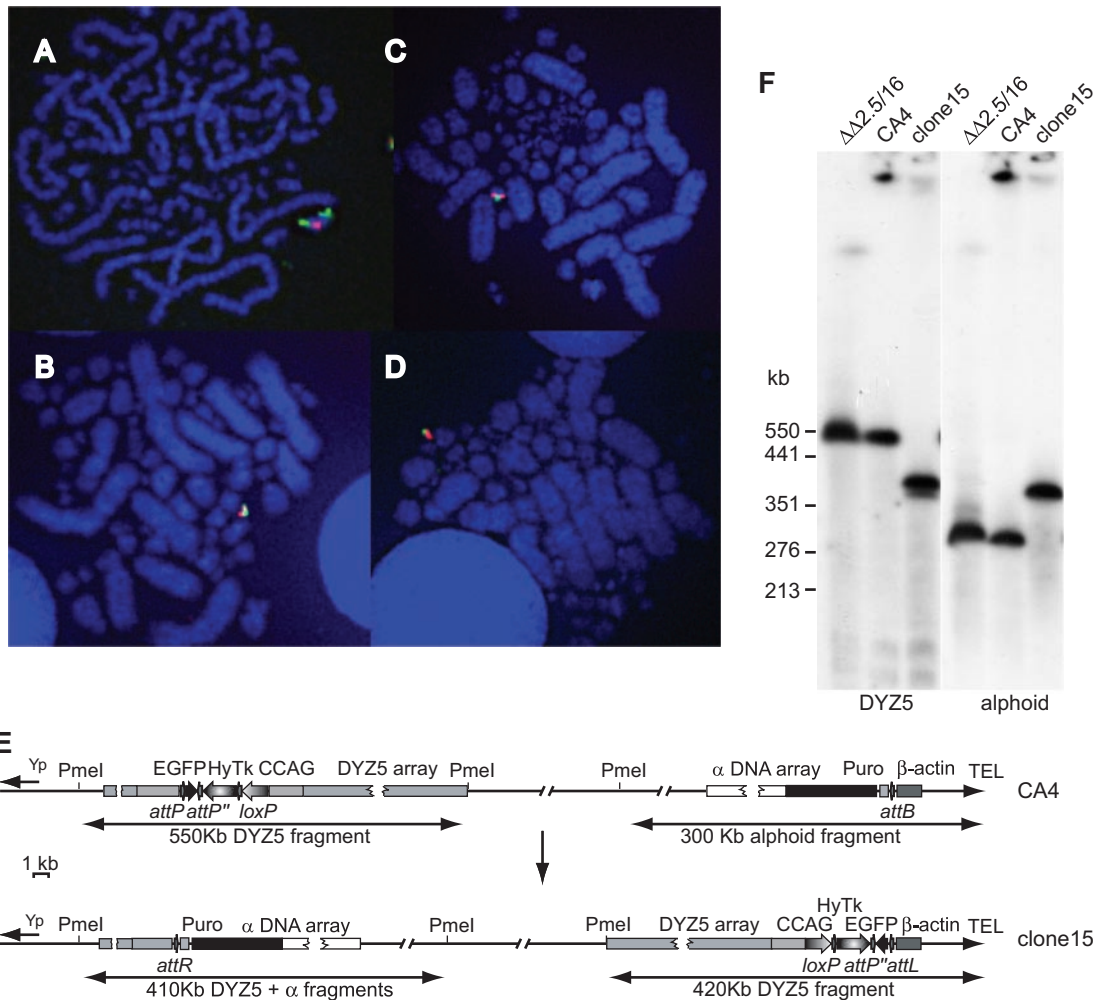 A
C
B
D
F
ΔΔ2.5/16 CA4 clone15 ΔΔ2.5/16 CA4 clone15
kb
550
441
351
276
213
DYZ5 alphoid
E
Yp PmeI EGFP HyTk CCAG DYZ5 array PmeI PmeI α DNA array Puro β-actin TEL CA4
attP attP" loxP attB
550Kb DYZ5 fragment 300 Kb alphoid fragment
1 kb
Yp PmeI Puro α DNA array PmeI PmeI DYZ5 array CCAG HyTk EGFP β-actin TEL clone15
attR loxP attP" attL
410Kb DYZ5 + α fragments 420Kb DYZ5 fragment